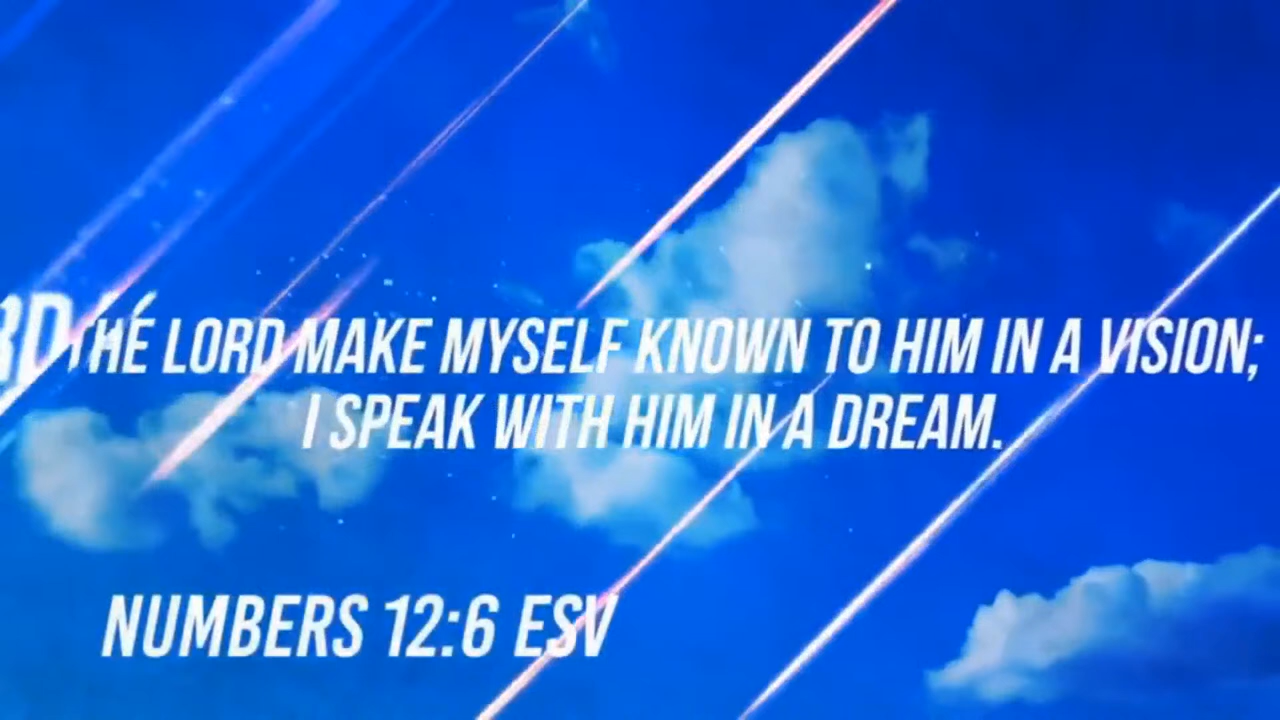 THE LORD MAKE MYSELF KNOWN TO HIM IN A VISION;
I SPEAK WITH HIM IN A DREAM.
NUMBERS 12:6 ESV